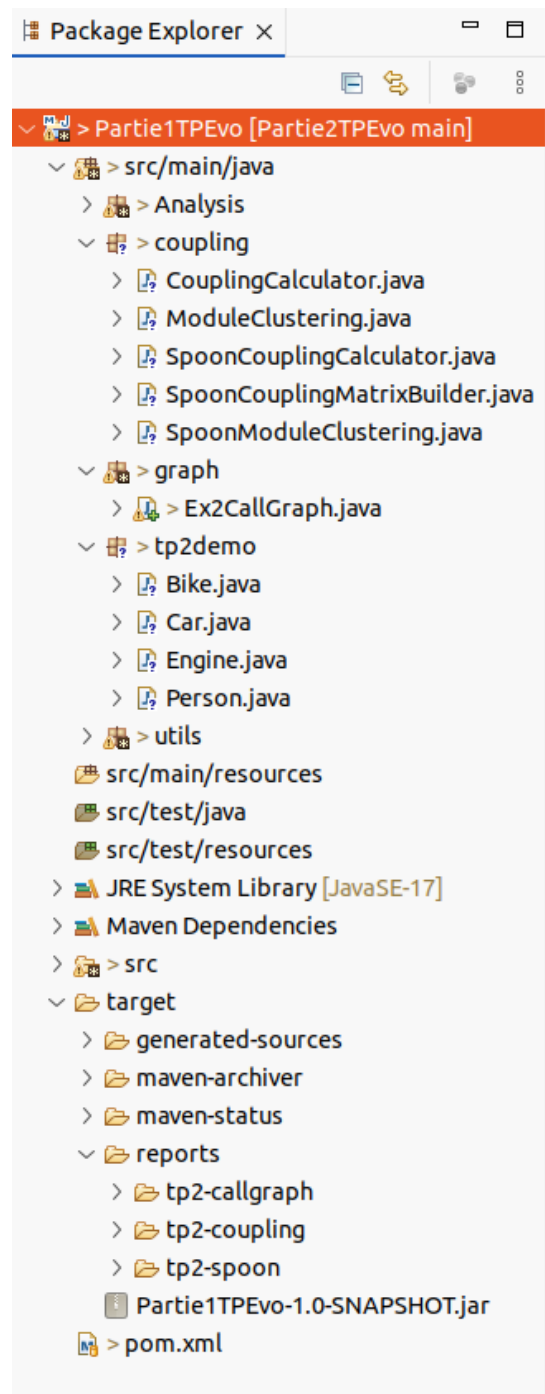 Package Explorer
> Partie1TPEvo [Partie2TPEvo main]
> src/main/java
> Analysis
> coupling
CouplingCalculator.java
ModuleClustering.java
SpoonCouplingCalculator.java
SpoonCouplingMatrixBuilder.java
SpoonModuleClustering.java
> graph
> Ex2CallGraph.java
> tp2demo
Bike.java
Car.java
Engine.java
Person.java
> utils
src/main/resources
src/test/java
src/test/resources
JRE System Library [JavaSE-17]
Maven Dependencies
> src
target
generated-sources
maven-archiver
maven-status
reports
tp2-callgraph
tp2-coupling
tp2-spoon
Partie1TPEvo-1.0-SNAPSHOT.jar
> pom.xml